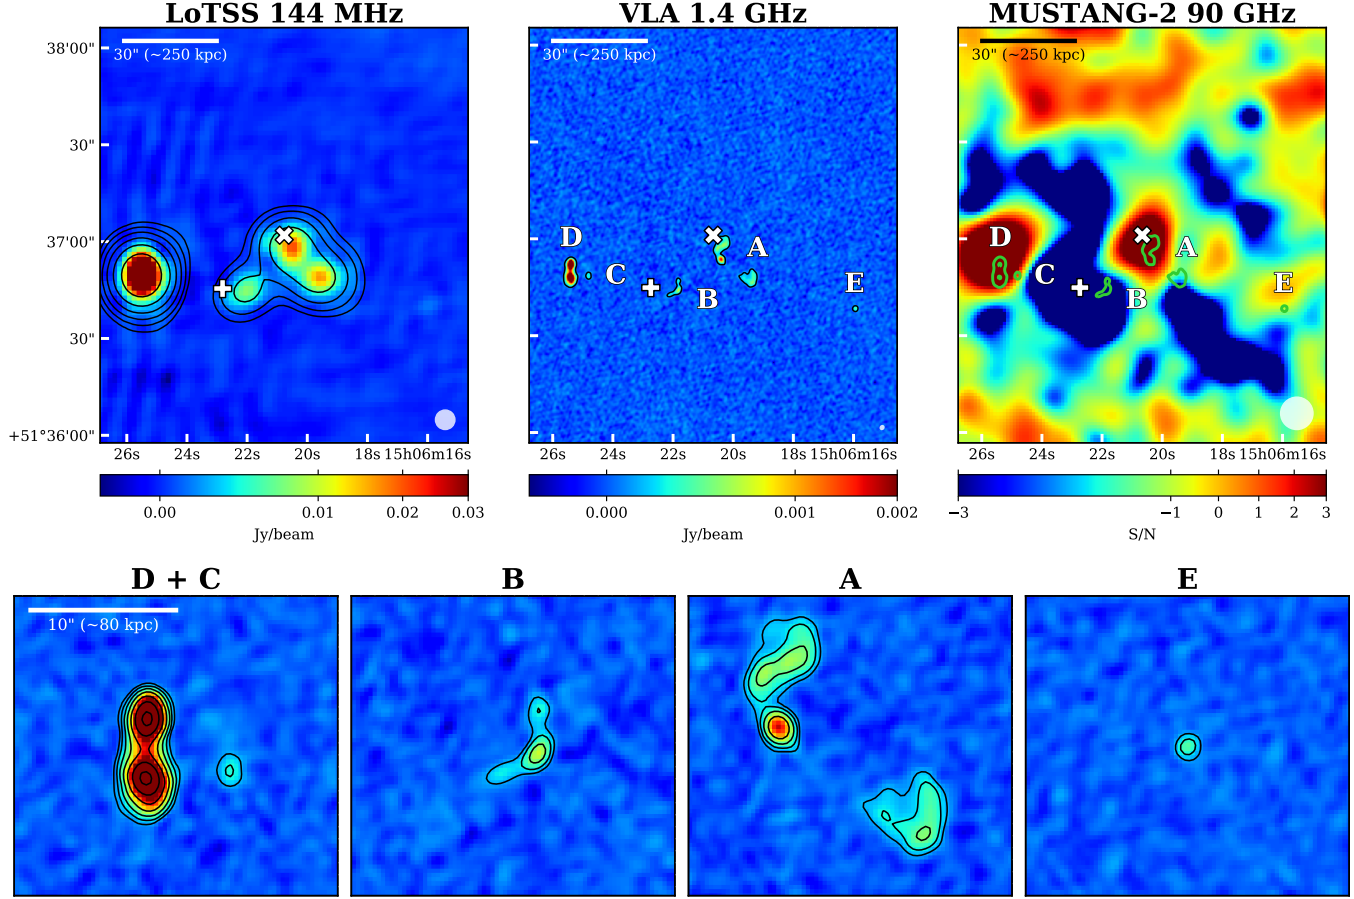 LoTSS 144 MHz VLA 1.4 GHz MUSTANG-2 90 GHz
30" (~250 kpc) 30" (~250 kpc) 30" (~250 kpc)
38'00"
30"
37'00"
30"
+51°36'00"
D C B A E
D C B A E
26s 24s 22s 20s 18s 15h06m16s 26s 24s 22s 20s 18s 15h06m16s 26s 24s 22s 20s 18s 15h06m16s
0.00 0.01 0.02 0.03 0.000 0.001 0.002 −3 −1 0 1 2 3
Jy/beam Jy/beam S/N
D + C B A E
10" (~80 kpc)